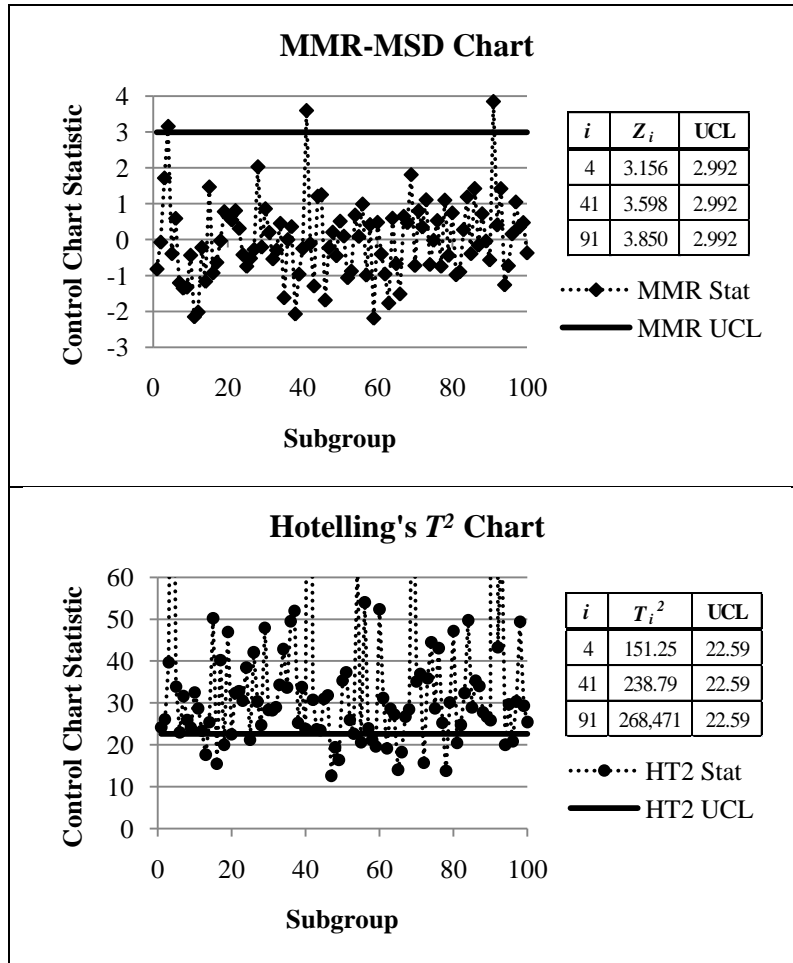 MMR-MSD Chart
Control Chart Statistic
4
3
2
1
0
-1
-2
-3
0 20 40 60 80 100
Subgroup
i Z i UCL
4 3.156 2.992
41 3.598 2.992
91 3.850 2.992
MMR Stat
MMR UCL
Hotelling's T² Chart
Control Chart Statistic
60
50
40
30
20
10
0
0 20 40 60 80 100
Subgroup
i T i ² UCL
4 151.25 22.59
41 238.79 22.59
91 268,471 22.59
HT2 Stat
HT2 UCL